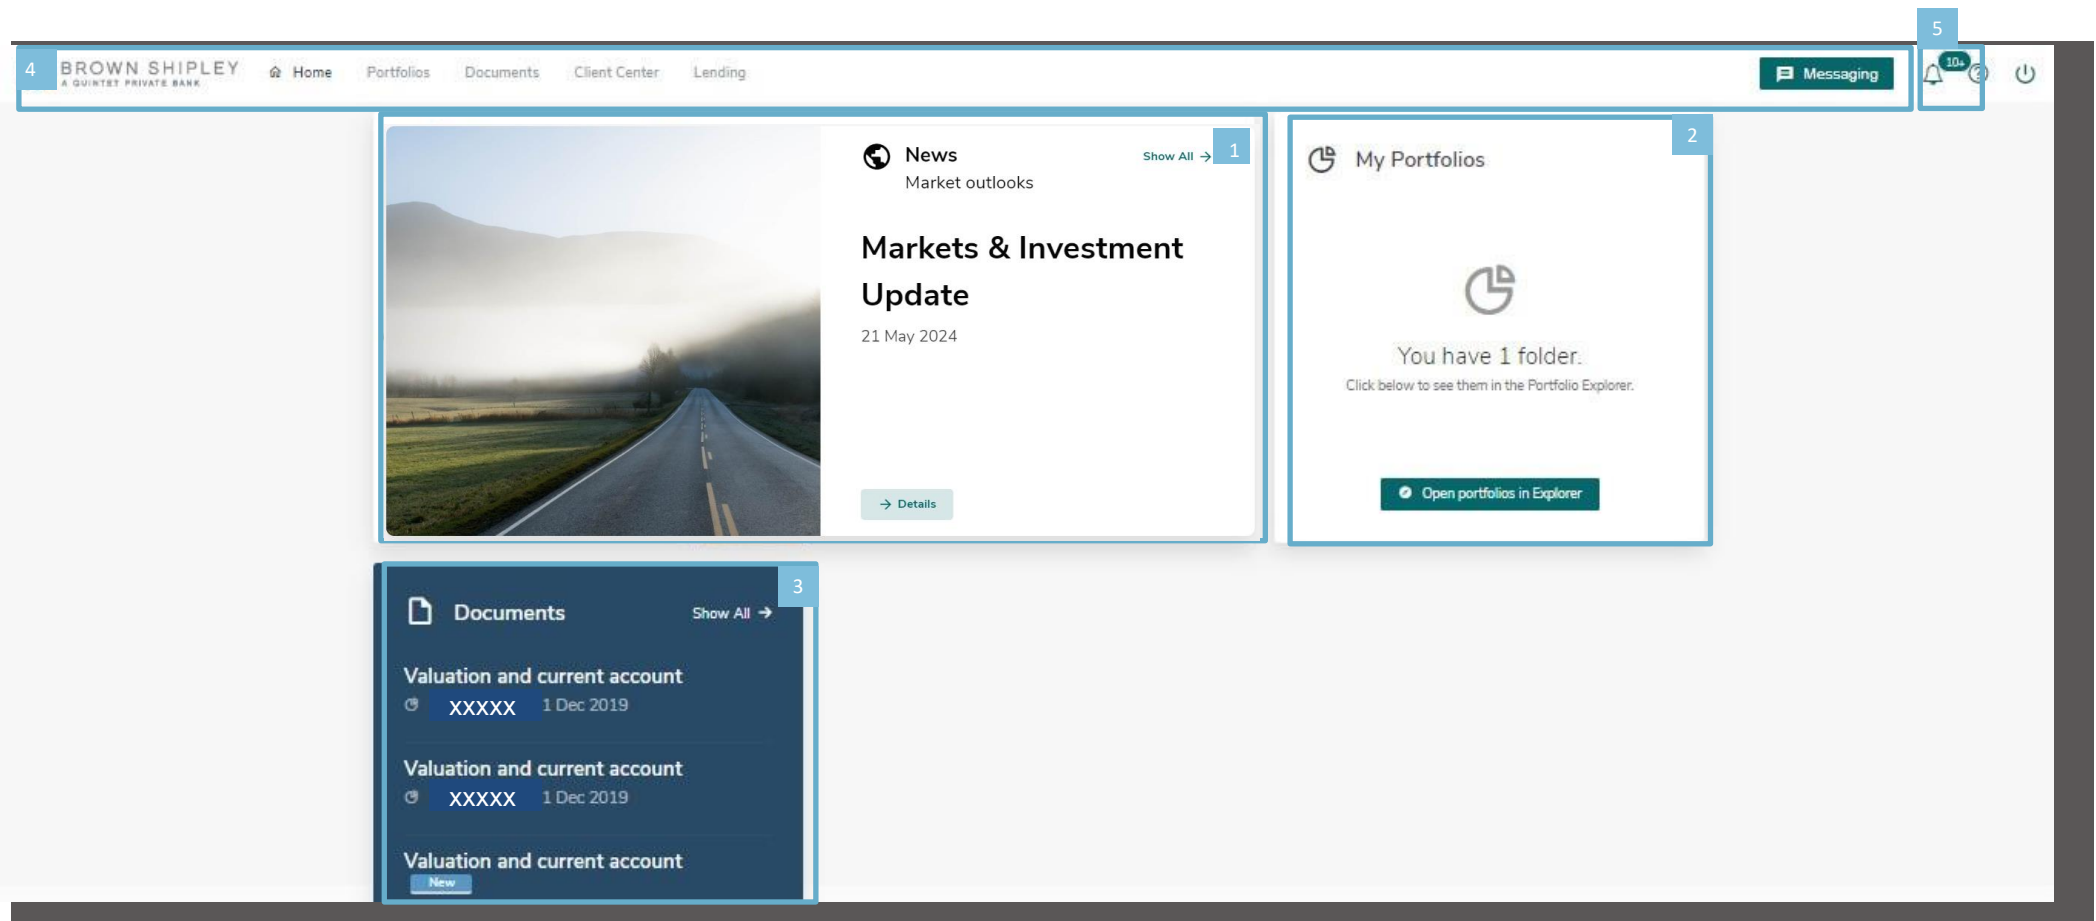 5
4
BROWN SHIPLEY
A QUINTET PRIVATE BANK
Home
Portfolios
Documents
Client Center
Lending
Messaging
10+
1
News
Show All
Market outlooks
Markets & Investment
Update
21 May 2024
Details
2
My Portfolios
You have 1 folder.
Click below to see them in the Portfolio Explorer.
Open portfolios in Explorer
3
Documents
Show All
Valuation and current account
XXXXX 1 Dec 2019
Valuation and current account
XXXXX 1 Dec 2019
Valuation and current account
New